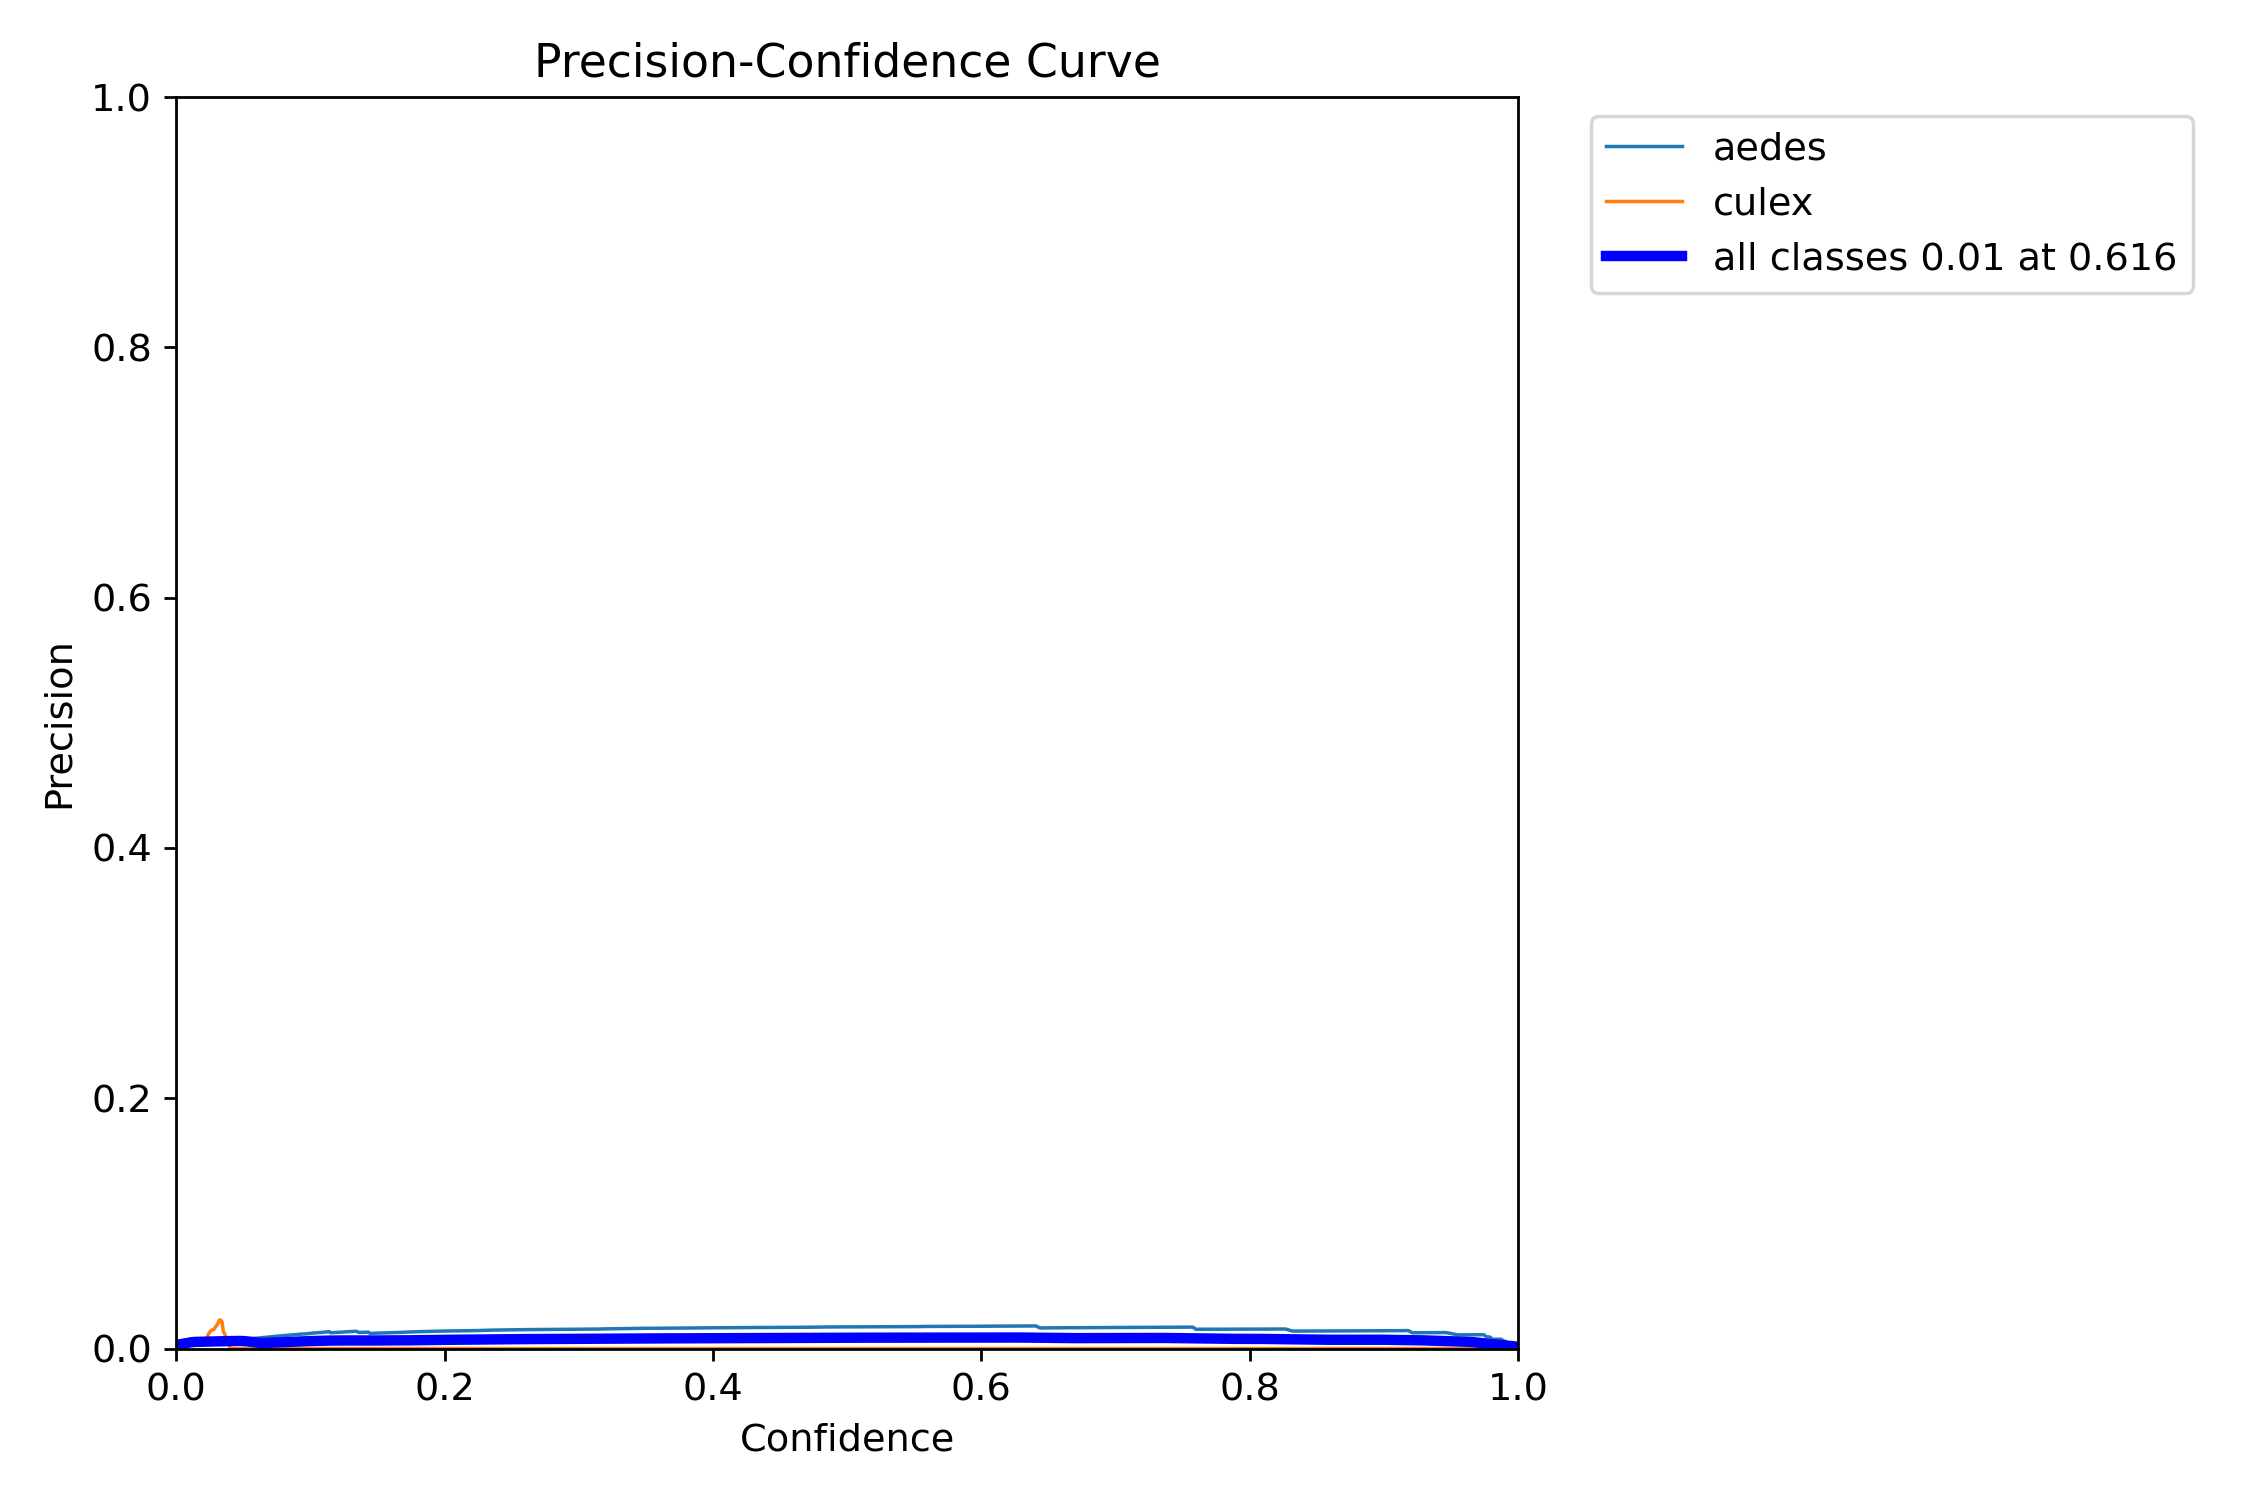 Precision-Confidence Curve
1.0
0.8
0.6
0.4
0.2
0.0
Precision
0.0 0.2 0.4 0.6 0.8 1.0
Confidence
aedes
culex
all classes 0.01 at 0.616